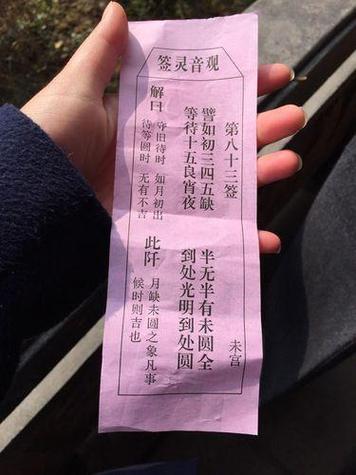 观音灵签
第八十三签
未宫
譬如初三四五缺 半无半有未圆全
等待十五良宵夜 到处光明到处圆
解曰
守旧待时 如月初出
待等圆时 无有不吉
此阡
月缺未圆之象凡事
候时则吉也